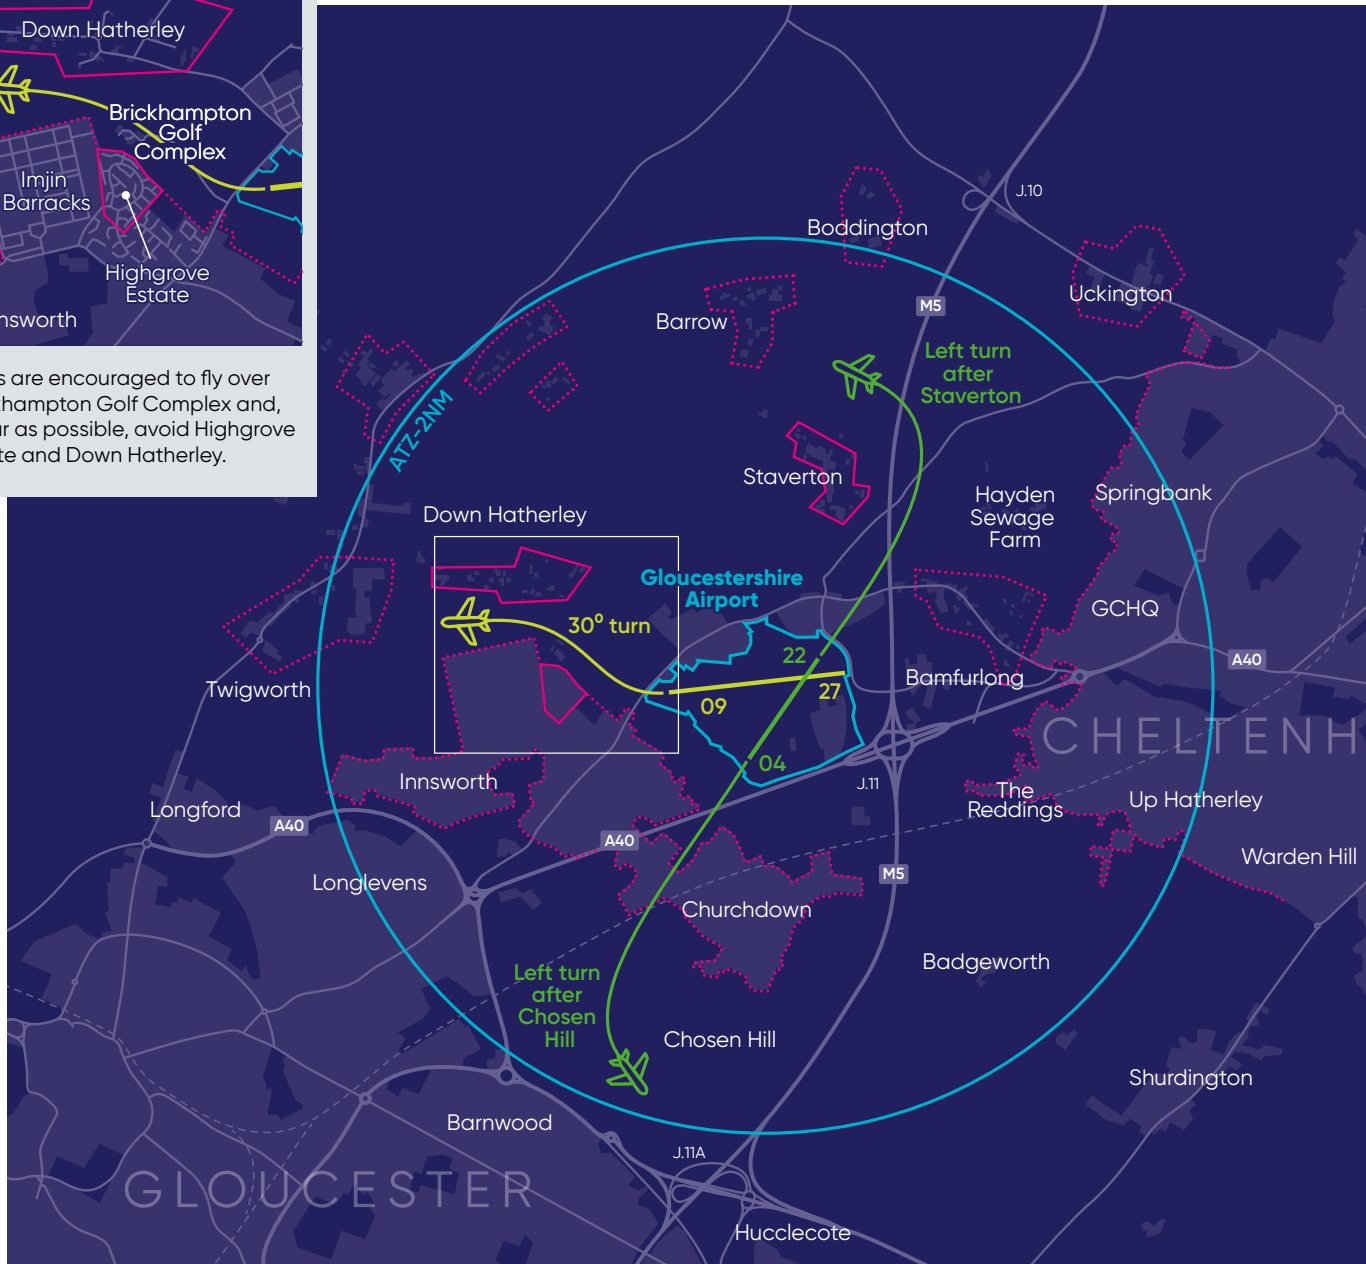 Down Hatherley
Brickhampton
Golf
Complex
Imjin
Barracks
Highgrove
Estate
are encouraged to fly over
Golf Complex and,
as possible, avoid Highgrove
and Down Hatherley.
J.10
Boddington
Uckington
M5
Barrow
Left turn
after
Staverton
ATZ-2NM
Staverton
Hayden
Sewage
Farm
Springbank
Down Hatherley
Gloucestershire
Airport
30⁰ turn
GCHQ
22
A40
Bamfurlong
Twigworth
09
27
CHELTENH
04
Innsworth
J.11
The
Reddings
Up Hatherley
Longford
A40
A40
Warden Hill
M5
Longlevens
Churchdown
Badgeworth
Left turn
after
Chosen
Hill
Chosen Hill
Shurdington
Barnwood
J.11A
GLOUCESTER
Hucclecote